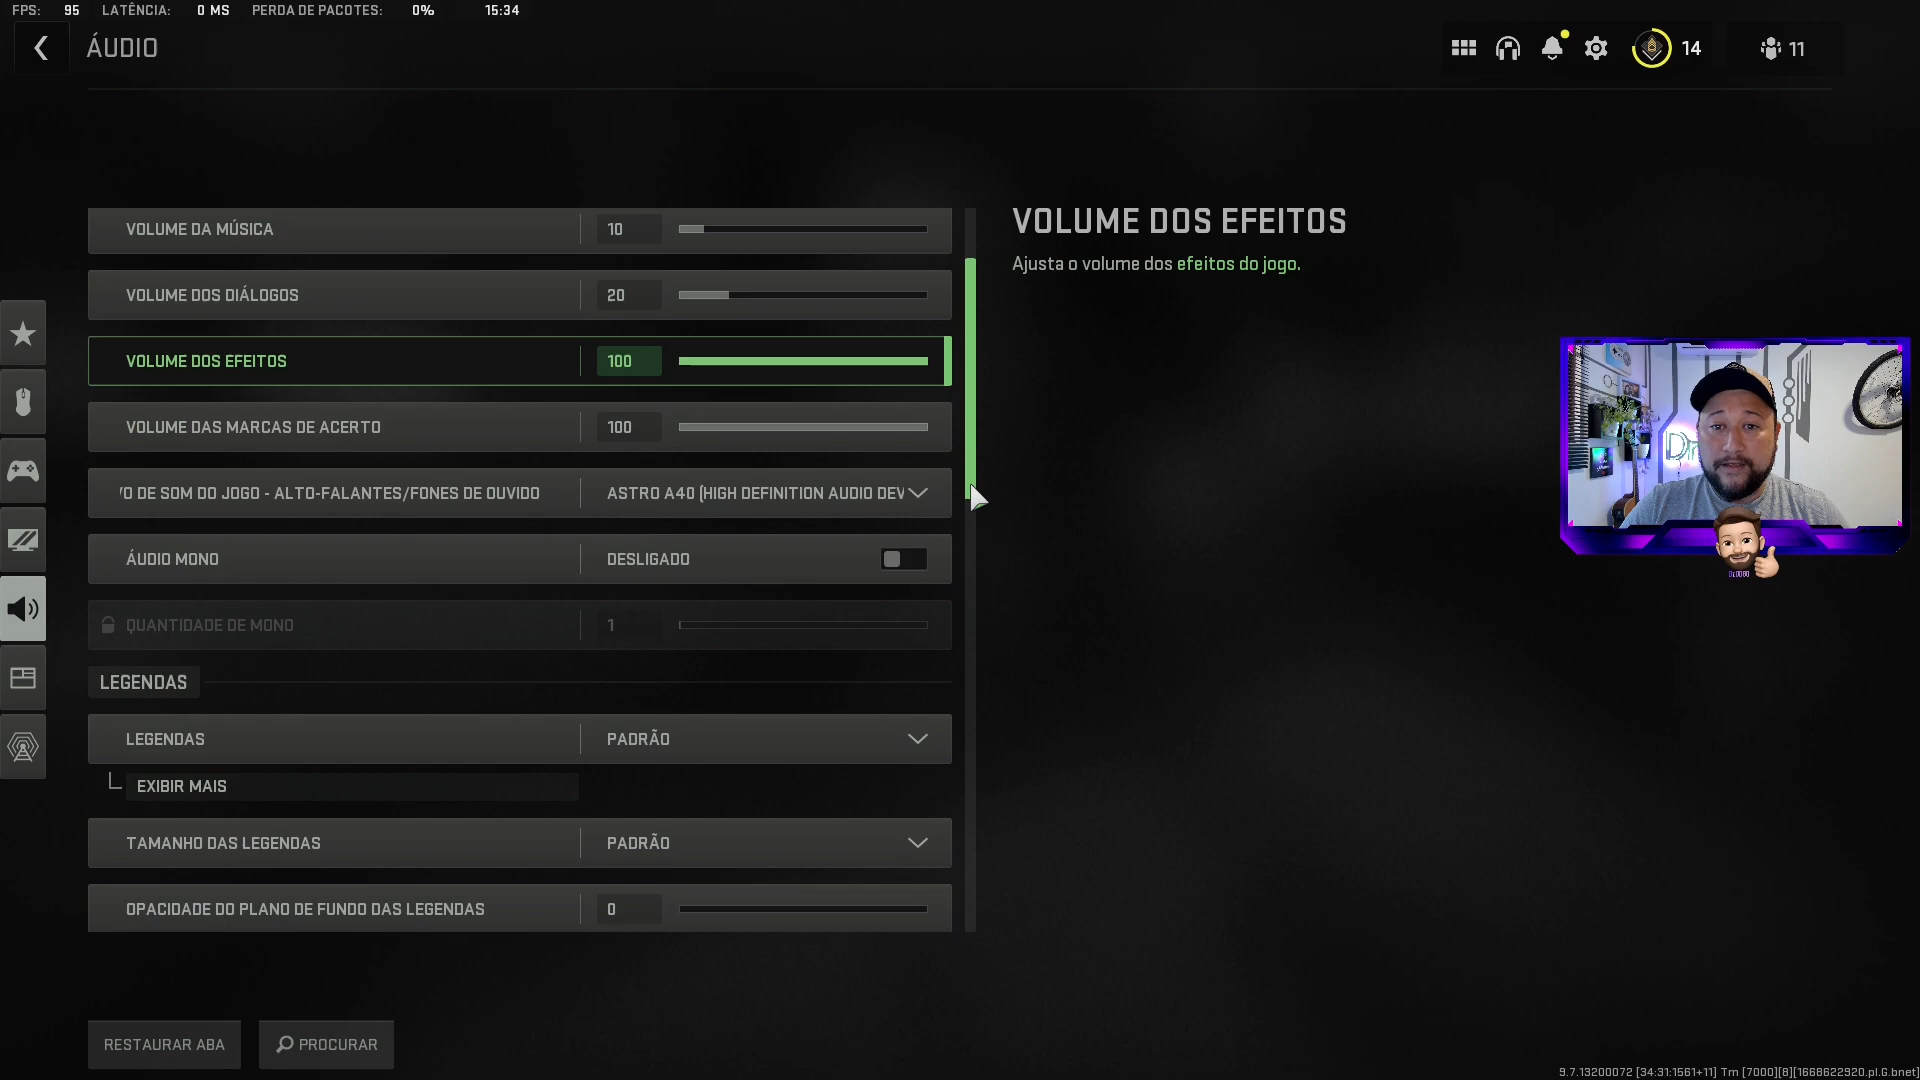 FPS: 95 LATÊNCIA: 0 MS PERDA DE PACOTES: 0% 15:34
ÁUDIO
14
11
VOLUME DA MÚSICA 10
VOLUME DOS DIÁLOGOS 20
VOLUME DOS EFEITOS 100
VOLUME DAS MARCAS DE ACERTO 100
VO DE SOM DO JOGO - ALTO-FALANTES/FONES DE OUVIDO ASTRO A40 (HIGH DEFINITION AUDIO DEV
ÁUDIO MONO DESLIGADO
QUANTIDADE DE MONO 1
LEGENDAS
LEGENDAS PADRÃO
EXIBIR MAIS
TAMANHO DAS LEGENDAS PADRÃO
OPACIDADE DO PLANO DE FUNDO DAS LEGENDAS 0
RESTAURAR ABA PROCURAR
VOLUME DOS EFEITOS
Ajusta o volume dos efeitos do jogo.
9.7.13200072 [34:31:1561+11] Tm [7000][8][1668622920.pl.G.bnet]